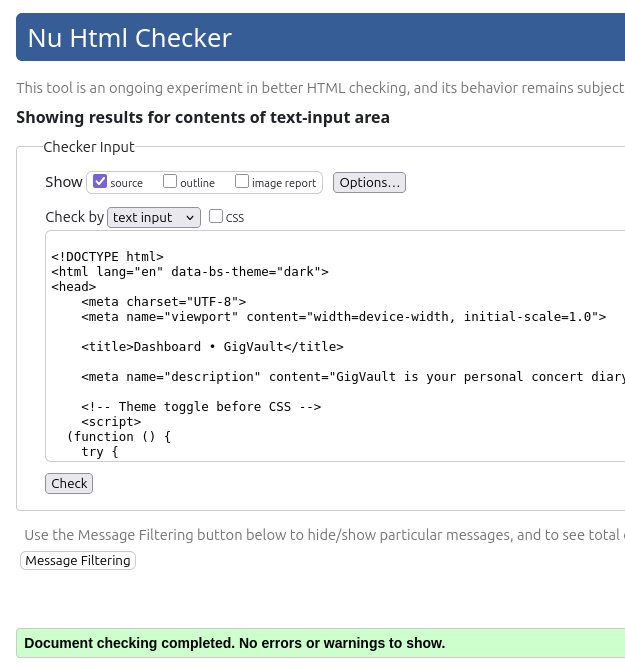 Nu Html Checker
This tool is an ongoing experiment in better HTML checking, and its behavior remains subject
Showing results for contents of text-input area
Checker Input
Show source outline image report Options...
Check by text input CSS
<!DOCTYPE html>
<html lang="en" data-bs-theme="dark">
<head>
    <meta charset="UTF-8">
    <meta name="viewport" content="width=device-width, initial-scale=1.0">
    <title>Dashboard • GigVault</title>
    <meta name="description" content="GigVault is your personal concert diary
    <!-- Theme toggle before CSS -->
    <script>
  (function () {
    try {
Check
Use the Message Filtering button below to hide/show particular messages, and to see total
Message Filtering
Document checking completed. No errors or warnings to show.